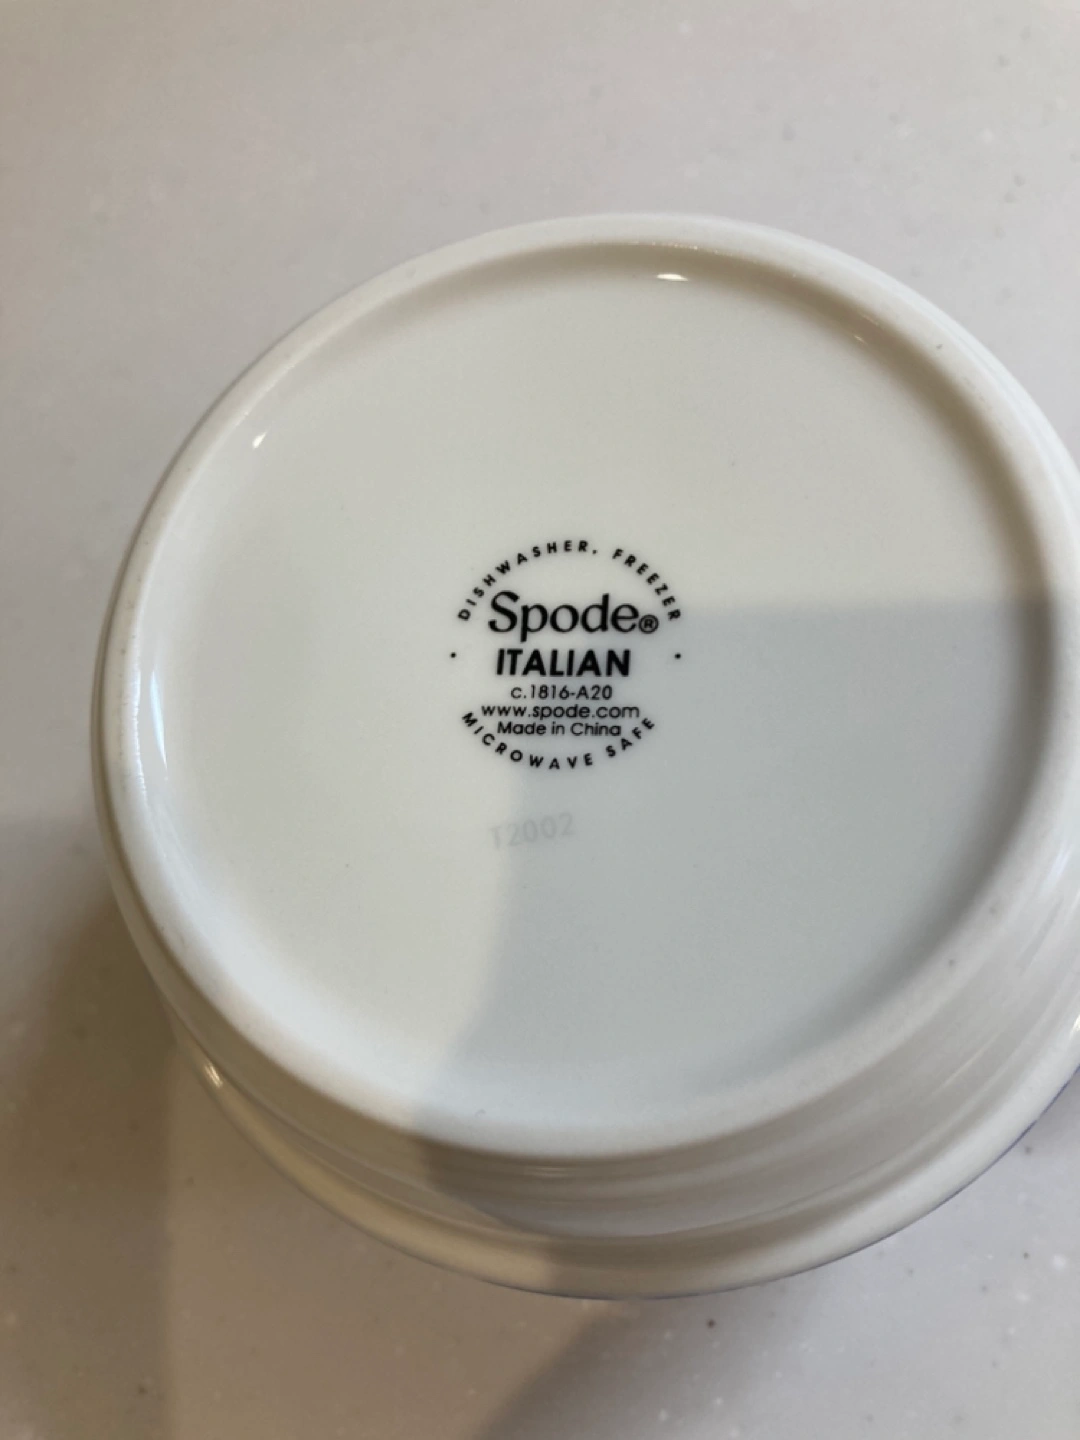 DISHWASHER. FREEZER
Spode®
• ITALIAN •
c.1816-A20
www.spode.com
Made in China
MICROWAVE SAFE
T2002